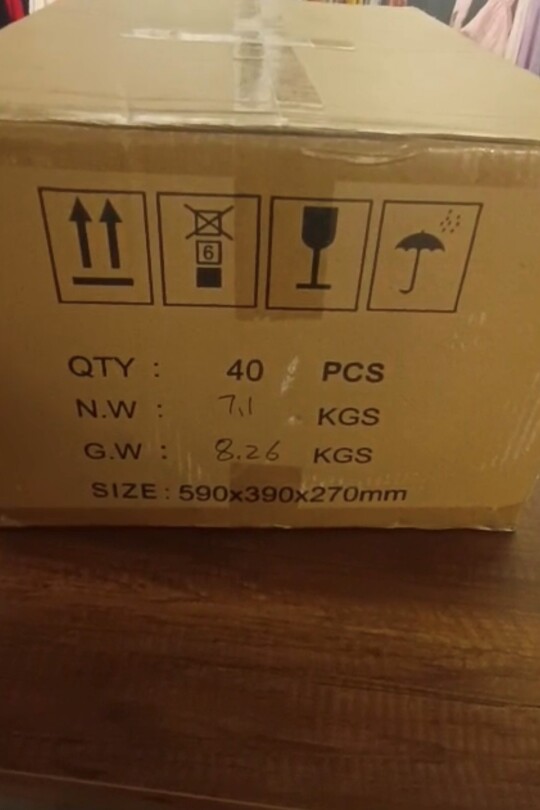 6
QTY : 40 PCS
N.W : 7.1 KGS
G.W : 8.26 KGS
SIZE : 590x390x270mm